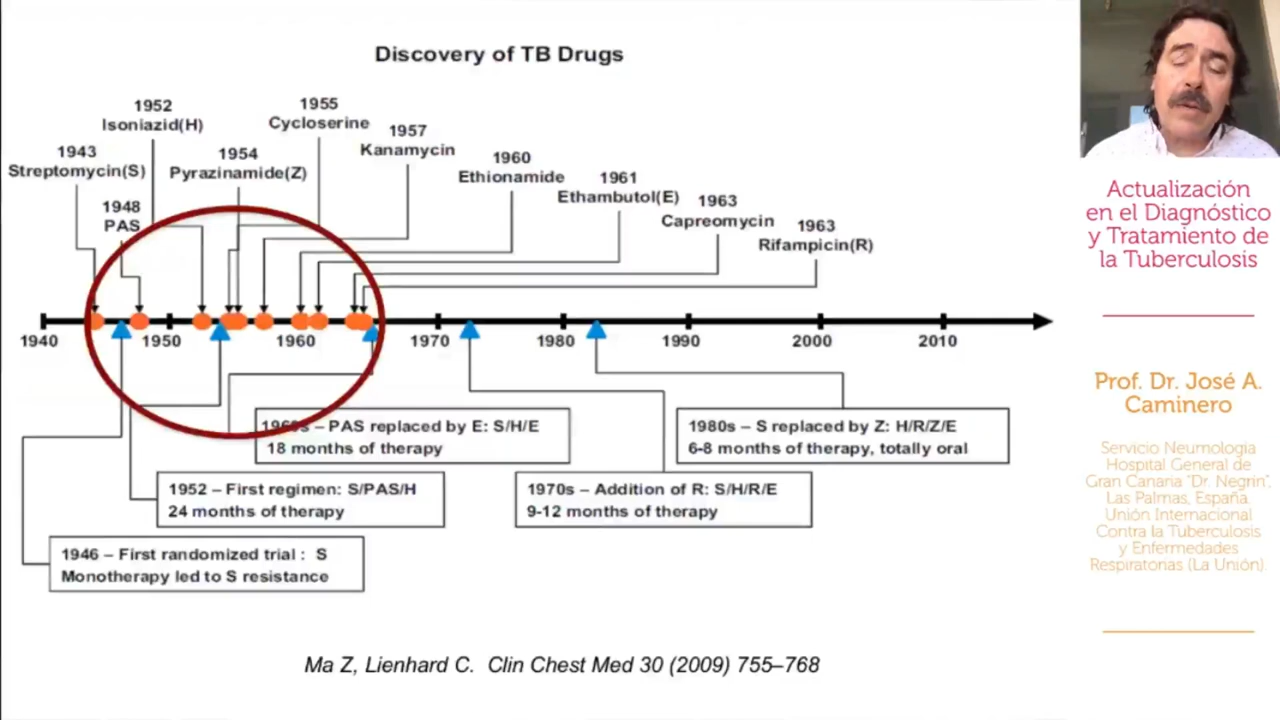 Discovery of TB Drugs
1952
Isoniazid(H)
1955
Cycloserine
1957
Kanamycin
1943
Streptomycin(S)
1954
Pyrazinamide(Z)
1960
Ethionamide
1961
Ethambutol(E)
1948
PAS
1963
Capreomycin
1963
Rifampicin(R)
1940
1950
1960
1970
1980
1990
2000
2010
1960s – PAS replaced by E: S/H/E
18 months of therapy
1980s – S replaced by Z: H/R/Z/E
6-8 months of therapy, totally oral
1952 – First regimen: S/PAS/H
24 months of therapy
1970s – Addition of R: S/H/R/E
9-12 months of therapy
1946 – First randomized trial : S
Monotherapy led to S resistance
Ma Z, Lienhard C. Clin Chest Med 30 (2009) 755–768
Actualización
en el Diagnóstico
y Tratamiento de
la Tuberculosis
Prof. Dr. José A.
Caminero
Servicio Neumologia
Hospital General de
Gran Canaria "Dr. Negrin",
Las Palmas, España.
Unión Internacional
Contra la Tuberculosis
y Enfermedades
Respiratorias (La Unión).